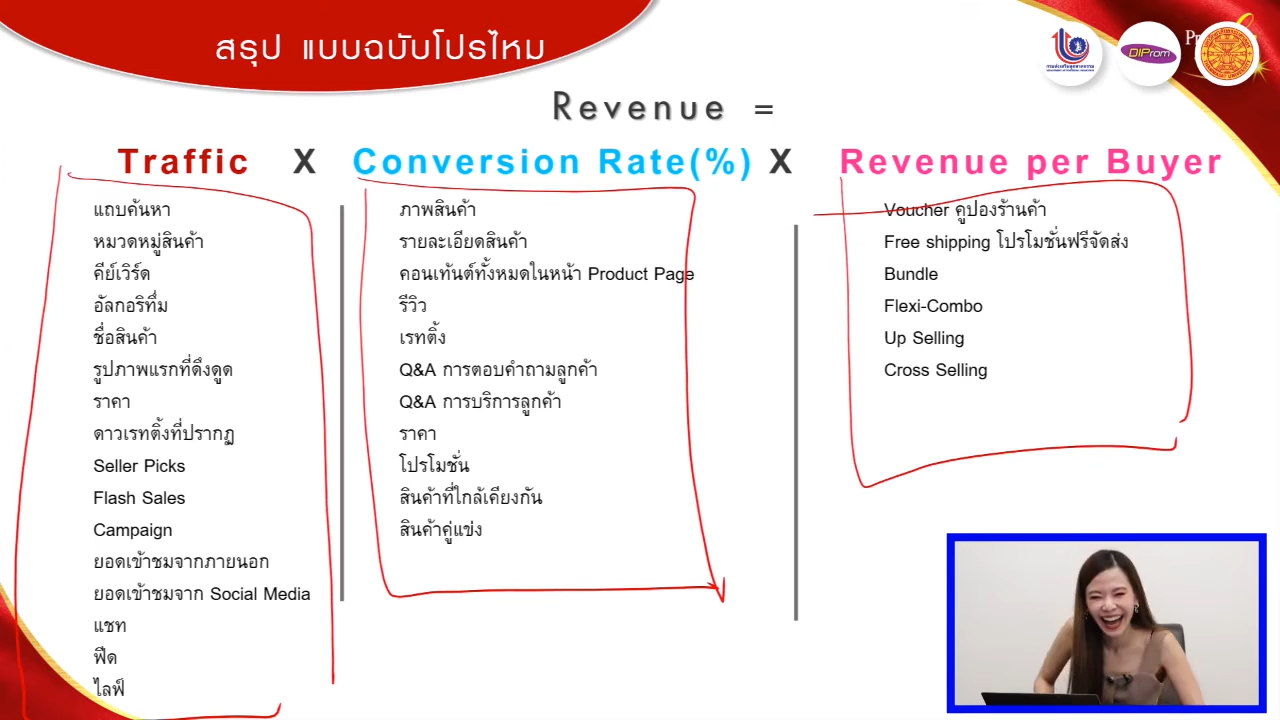 สรุป แบบฉบับโปรไหม
Revenue =
Traffic X Conversion Rate(%) X Revenue per Buyer
แถบค้นหา
หมวดหมู่สินค้า
คีย์เวิร์ด
อัลกอริทึ่ม
ชื่อสินค้า
รูปภาพแรกที่ดึงดูด
ราคา
ดาวเรทติ้งที่ปรากฏ
Seller Picks
Flash Sales
Campaign
ยอดเข้าชมจากภายนอก
ยอดเข้าชมจาก Social Media
แชท
ฟีด
ไลฟ์
ภาพสินค้า
รายละเอียดสินค้า
คอนเท้นต์ทั้งหมดในหน้า Product Page
รีวิว
เรทติ้ง
Q&A การตอบคำถามลูกค้า
Q&A การบริการลูกค้า
ราคา
โปรโมชั่น
สินค้าที่ใกล้เคียงกัน
สินค้าคู่แข่ง
Voucher คูปองร้านค้า
Free shipping โปรโมชั่นฟรีจัดส่ง
Bundle
Flexi-Combo
Up Selling
Cross Selling
DIProm